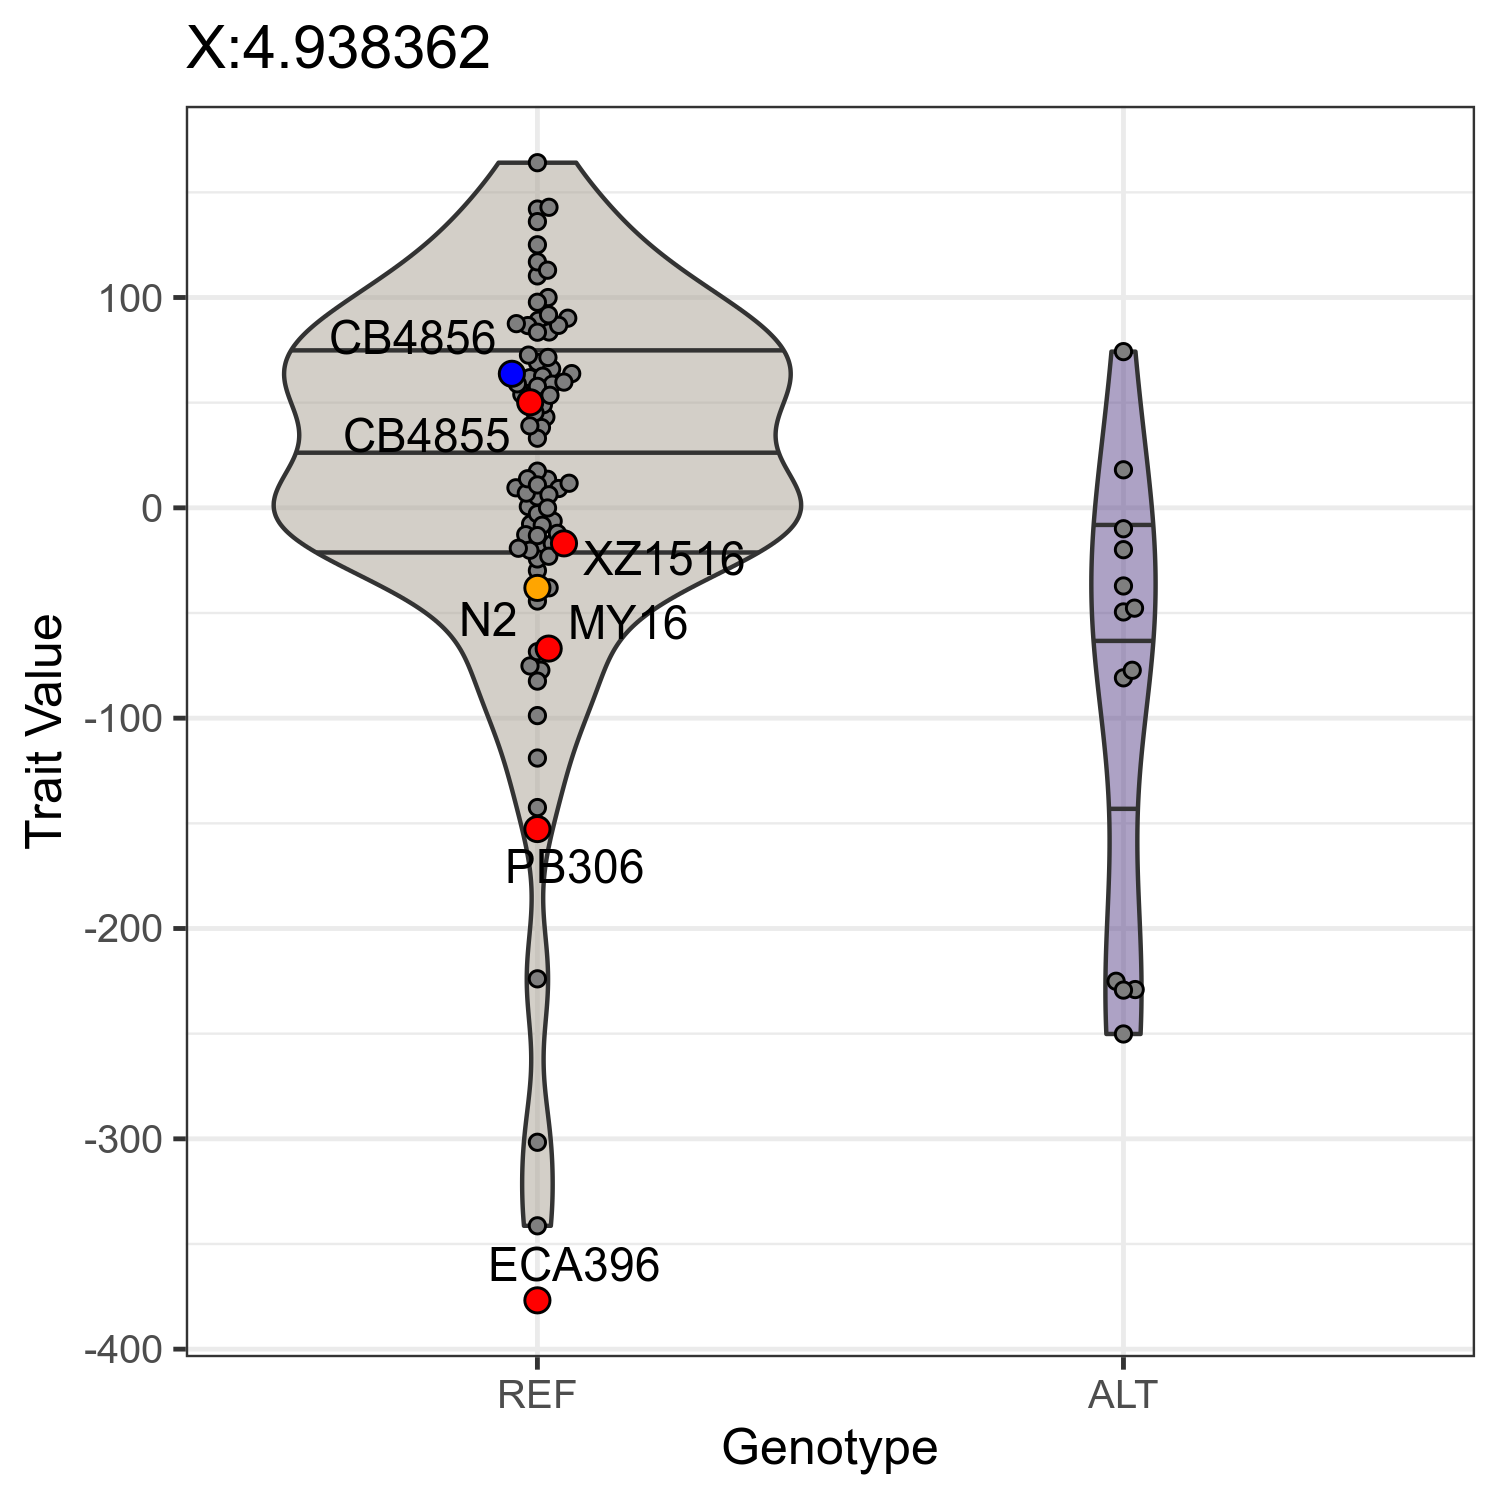 X:4.938362
Trait Value
100
0
-100
-200
-300
-400
CB4856
CB4855
XZ1516
N2
MY16
PB306
ECA396
REF
ALT
Genotype